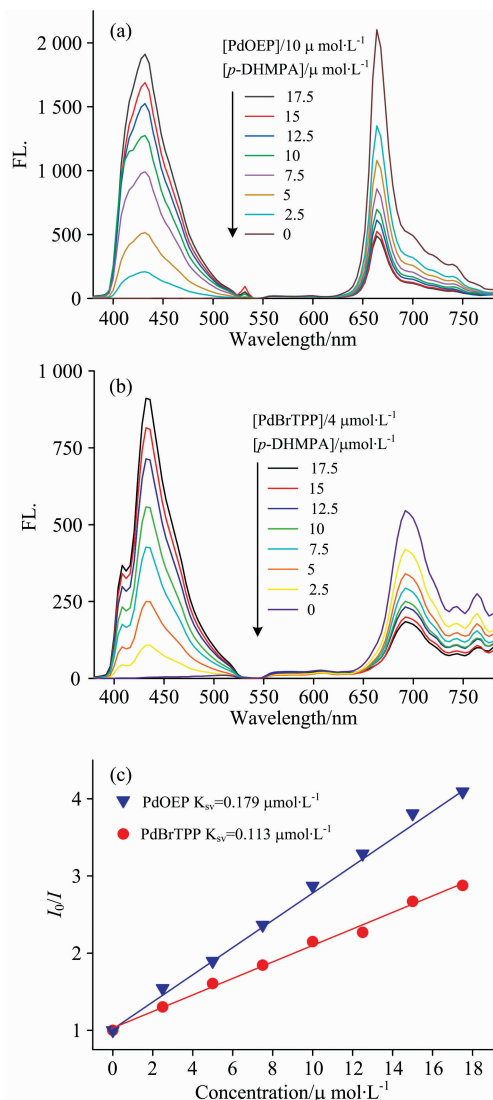 (a)
[PdOEP]/10 μ mol·L⁻¹
[p-DHMPA]/μ mol·L⁻¹
17.5
15
12.5
10
7.5
5
2.5
0
FL.
2 000
1 500
1 000
500
0
400 450 500 550 600 650 700 750
Wavelength/nm
(b)
[PdBrTPP]/4 μmol·L⁻¹
[p-DHMPA]/μmol·L⁻¹
17.5
15
12.5
10
7.5
5
2.5
0
FL.
1 000
750
500
250
0
400 450 500 550 600 650 700 750
Wavelength/nm
(c)
PdOEP Ksv=0.179 μmol·L⁻¹
PdBrTPP Ksv=0.113 μmol·L⁻¹
I₀/I
4
3
2
1
0 2 4 6 8 10 12 14 16 18
Concentration/μ mol·L⁻¹